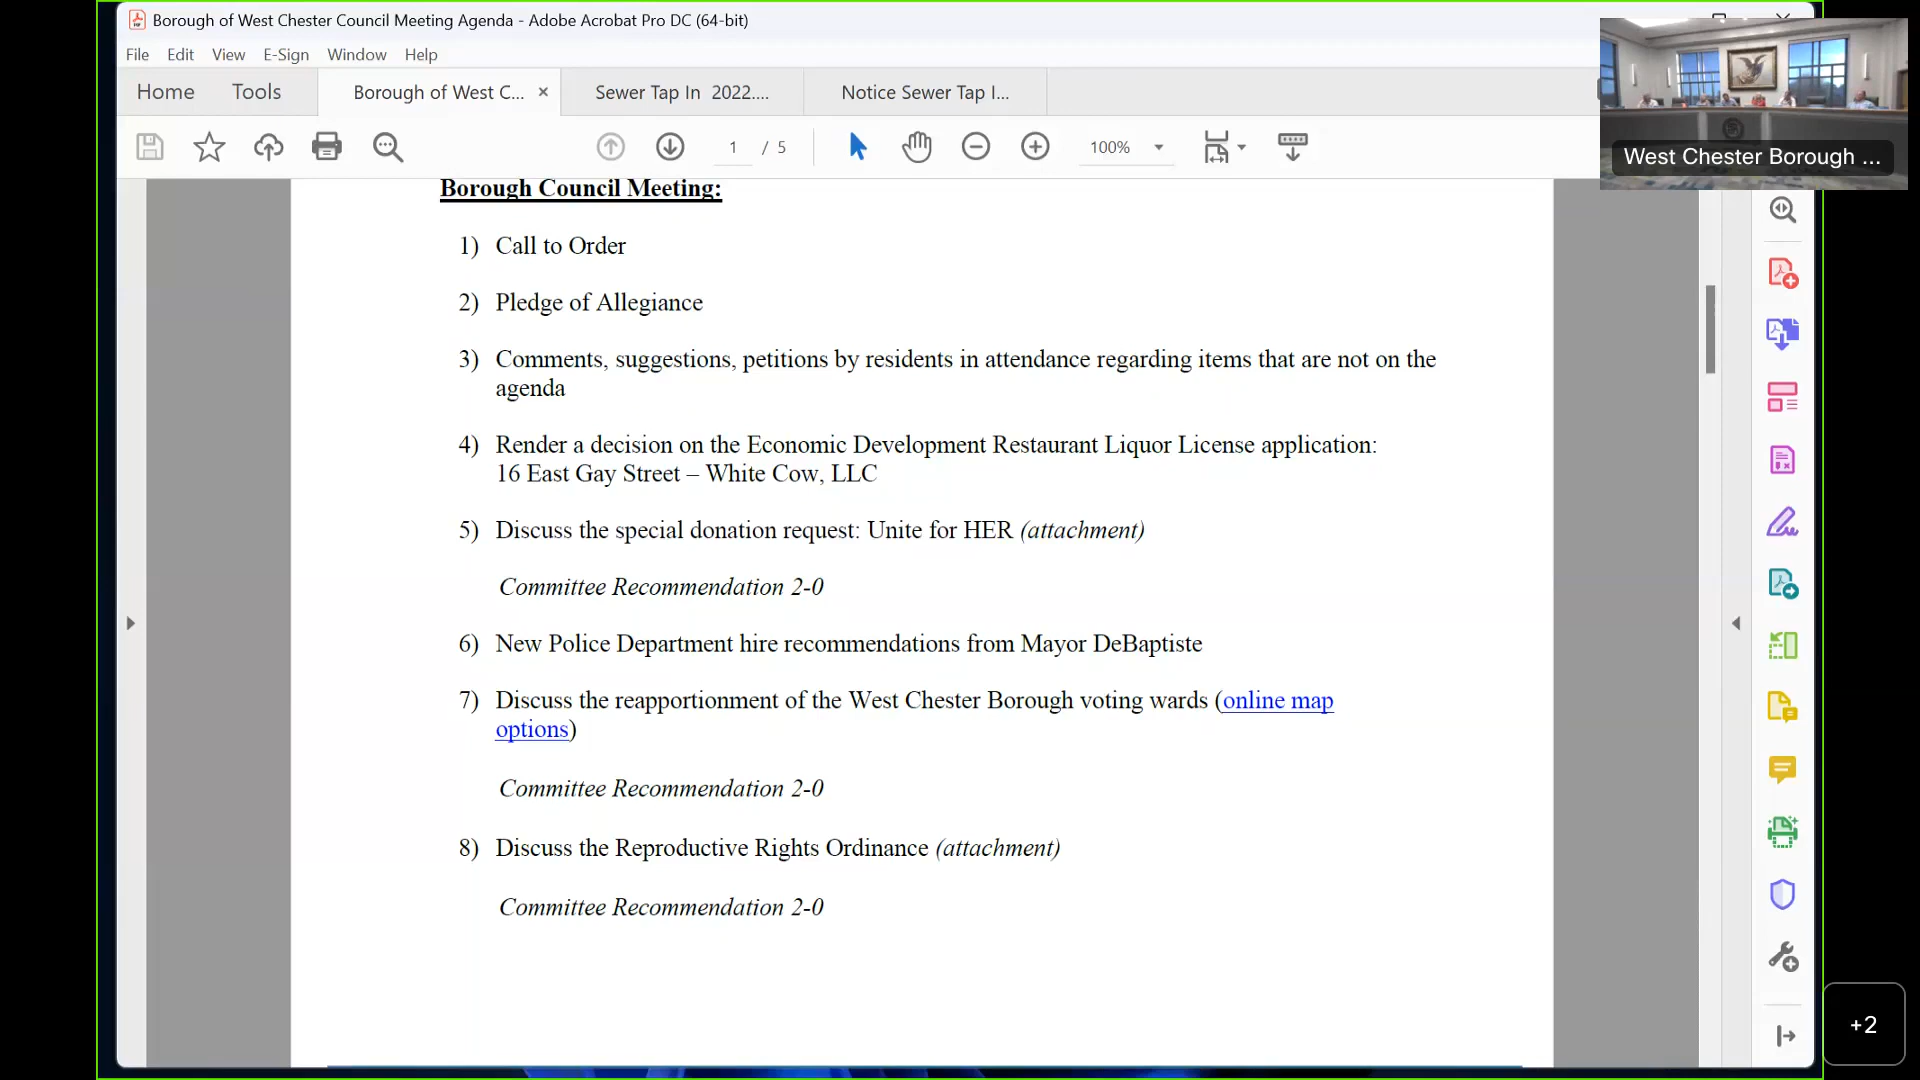 Borough of West Chester Council Meeting Agenda - Adobe Acrobat Pro DC (64-bit)
File Edit View E-Sign Window Help
Home Tools Borough of West C... × Sewer Tap In 2022.... Notice Sewer Tap I...
1 / 5 100%
West Chester Borough ...
Borough Council Meeting:
1) Call to Order
2) Pledge of Allegiance
3) Comments, suggestions, petitions by residents in attendance regarding items that are not on the
agenda
4) Render a decision on the Economic Development Restaurant Liquor License application:
16 East Gay Street – White Cow, LLC
5) Discuss the special donation request: Unite for HER (attachment)
Committee Recommendation 2-0
6) New Police Department hire recommendations from Mayor DeBaptiste
7) Discuss the reapportionment of the West Chester Borough voting wards (online map
options)
Committee Recommendation 2-0
8) Discuss the Reproductive Rights Ordinance (attachment)
Committee Recommendation 2-0
+2